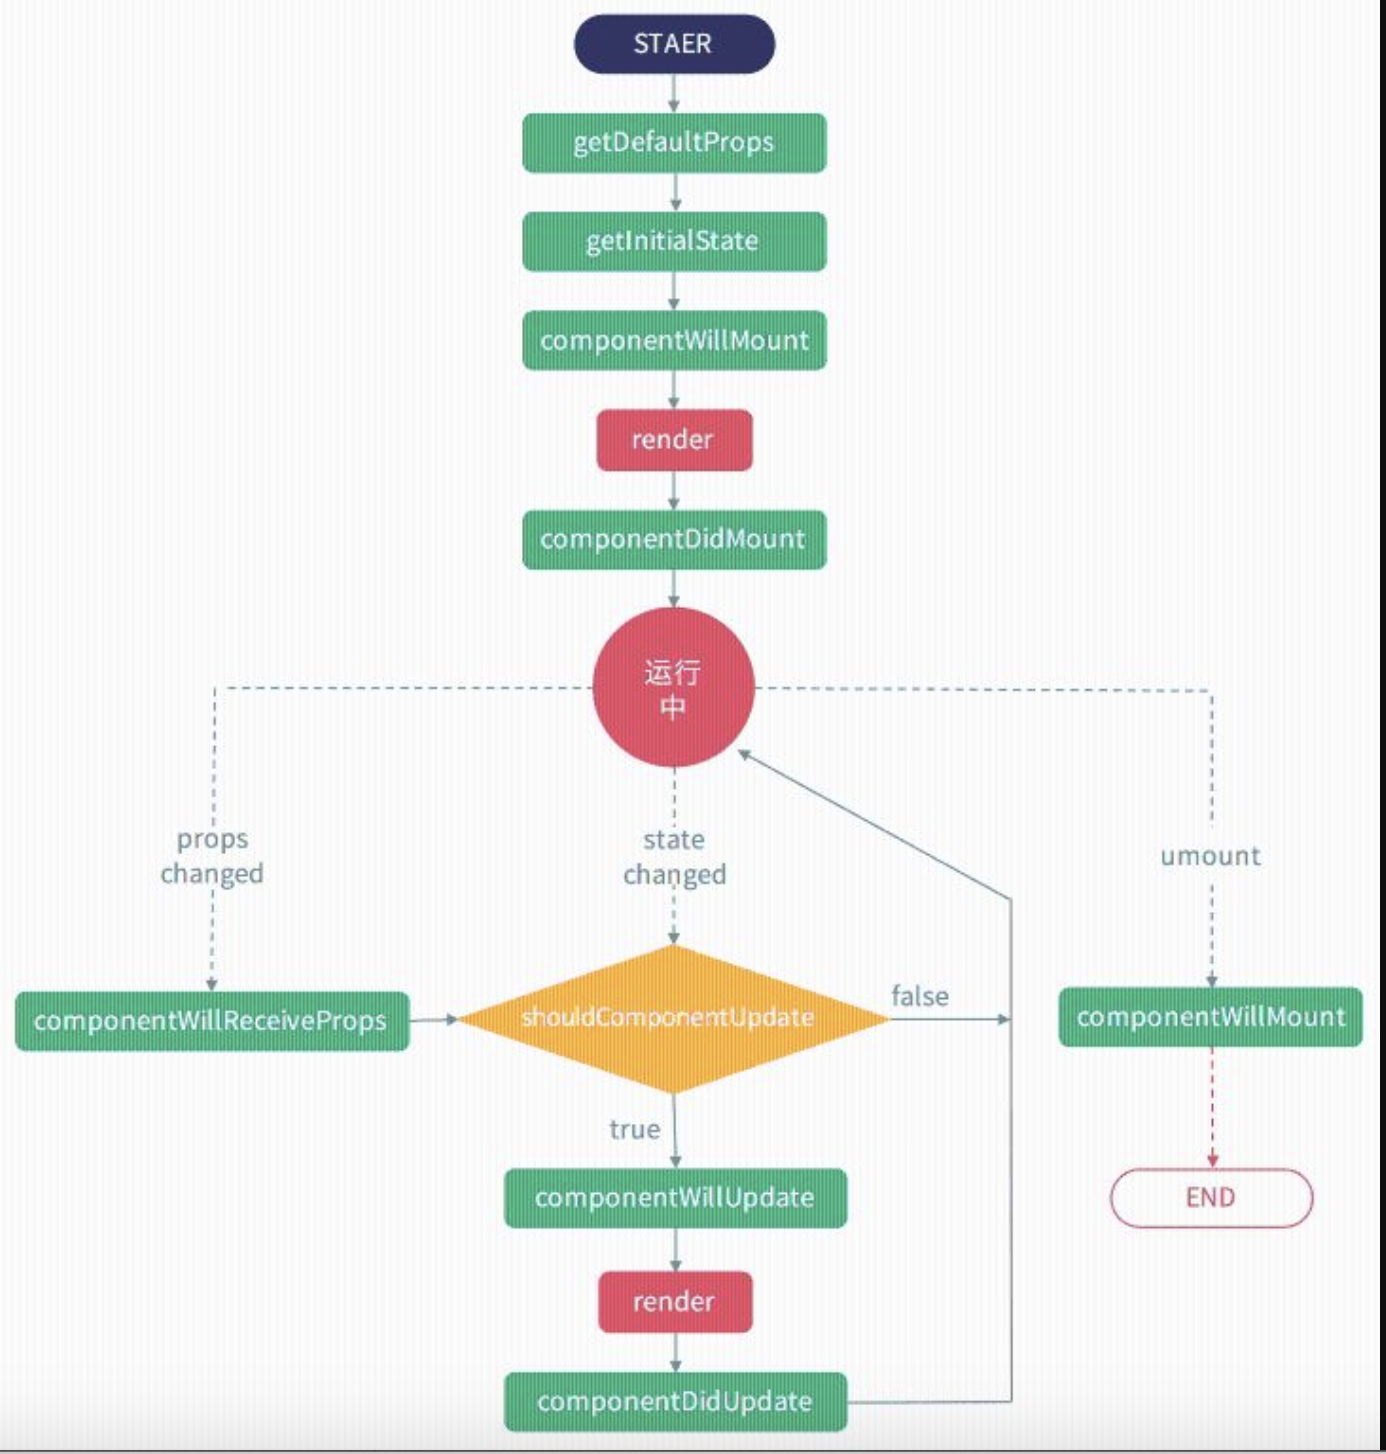 STAER
getDefaultProps
getInitialState
componentWillMount
render
componentDidMount
运行
中
props
changed
state
changed
umount
componentWillReceiveProps
shouldComponentUpdate
false
componentWillMount
true
componentWillUpdate
END
render
componentDidUpdate